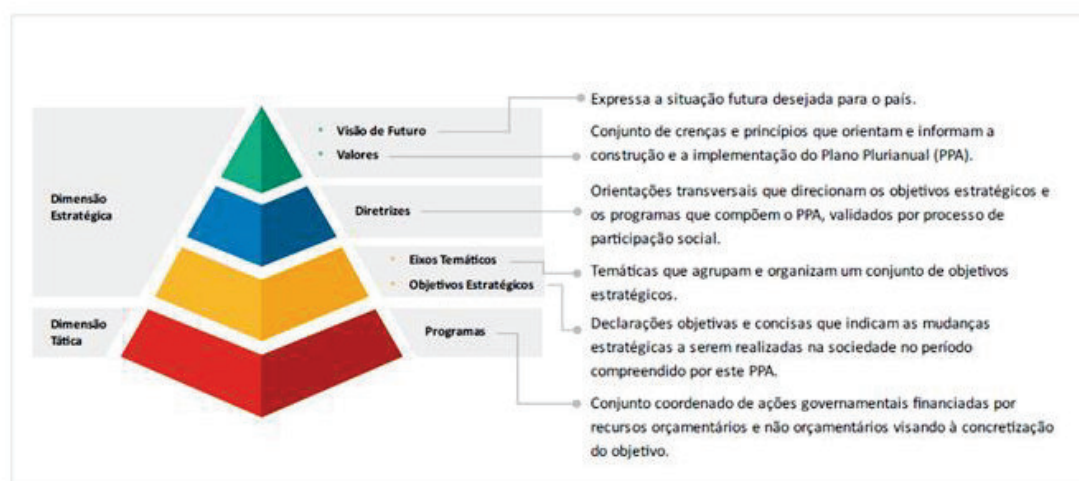 Dimensão
Estratégica
Dimensão
Tática
Visão de Futuro
Valores
Diretrizes
Eixos Temáticos
Objetivos Estratégicos
Programas
Expressa a situação futura desejada para o país.
Conjunto de crenças e princípios que orientam e informam a
construção e a implementação do Plano Plurianual (PPA).
Orientações transversais que direcionam os objetivos estratégicos e
os programas que compõem o PPA, validados por processo de
participação social.
Temáticas que agrupam e organizam um conjunto de objetivos
estratégicos.
Declarações objetivas e concisas que indicam as mudanças
estratégicas a serem realizadas na sociedade no período
compreendido por este PPA.
Conjunto coordenado de ações governamentais financiadas por
recursos orçamentários e não orçamentários visando à concretização
do objetivo.